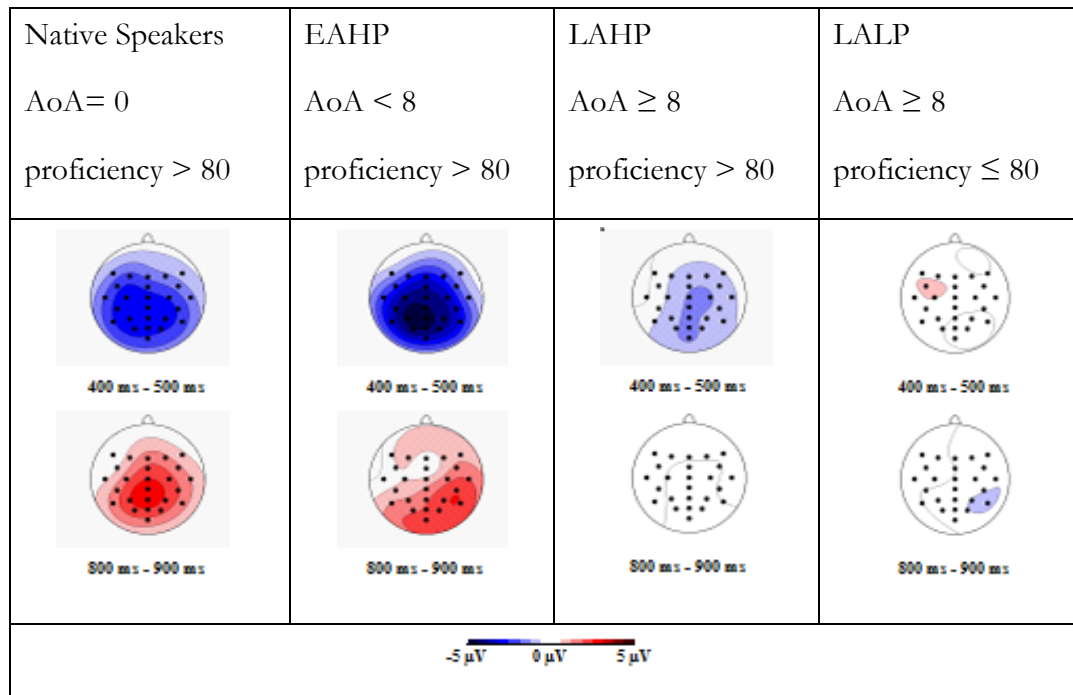 Native Speakers
AoA= 0
proficiency > 80
EAHP
AoA < 8
proficiency > 80
LAHP
AoA ≥ 8
proficiency > 80
LALP
AoA ≥ 8
proficiency ≤ 80
400 ms - 500 ms
400 ms - 500 ms
400 ms - 500 ms
400 ms - 500 ms
800 ms - 900 ms
800 ms - 900 ms
800 ms - 900 ms
800 ms - 900 ms
-5 µV 0 µV 5 µV